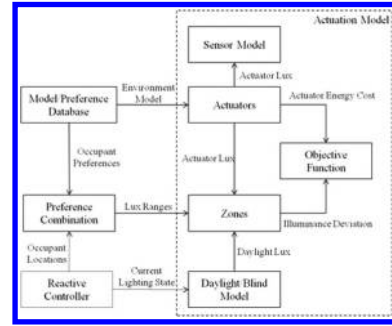 Actuation Model
Sensor Model
Actuator Lux
Environment
Model
Actuator Energy Cost
Model Preference
Database
Actuators
Occupant
Preferences
Actuator Lux
Objective
Function
Preference
Combination
Lux Ranges
Zones
Illuminance Deviation
Occupant
Locations
Current
Lighting State
Daylight Lux
Reactive
Controller
Daylight Blind
Model